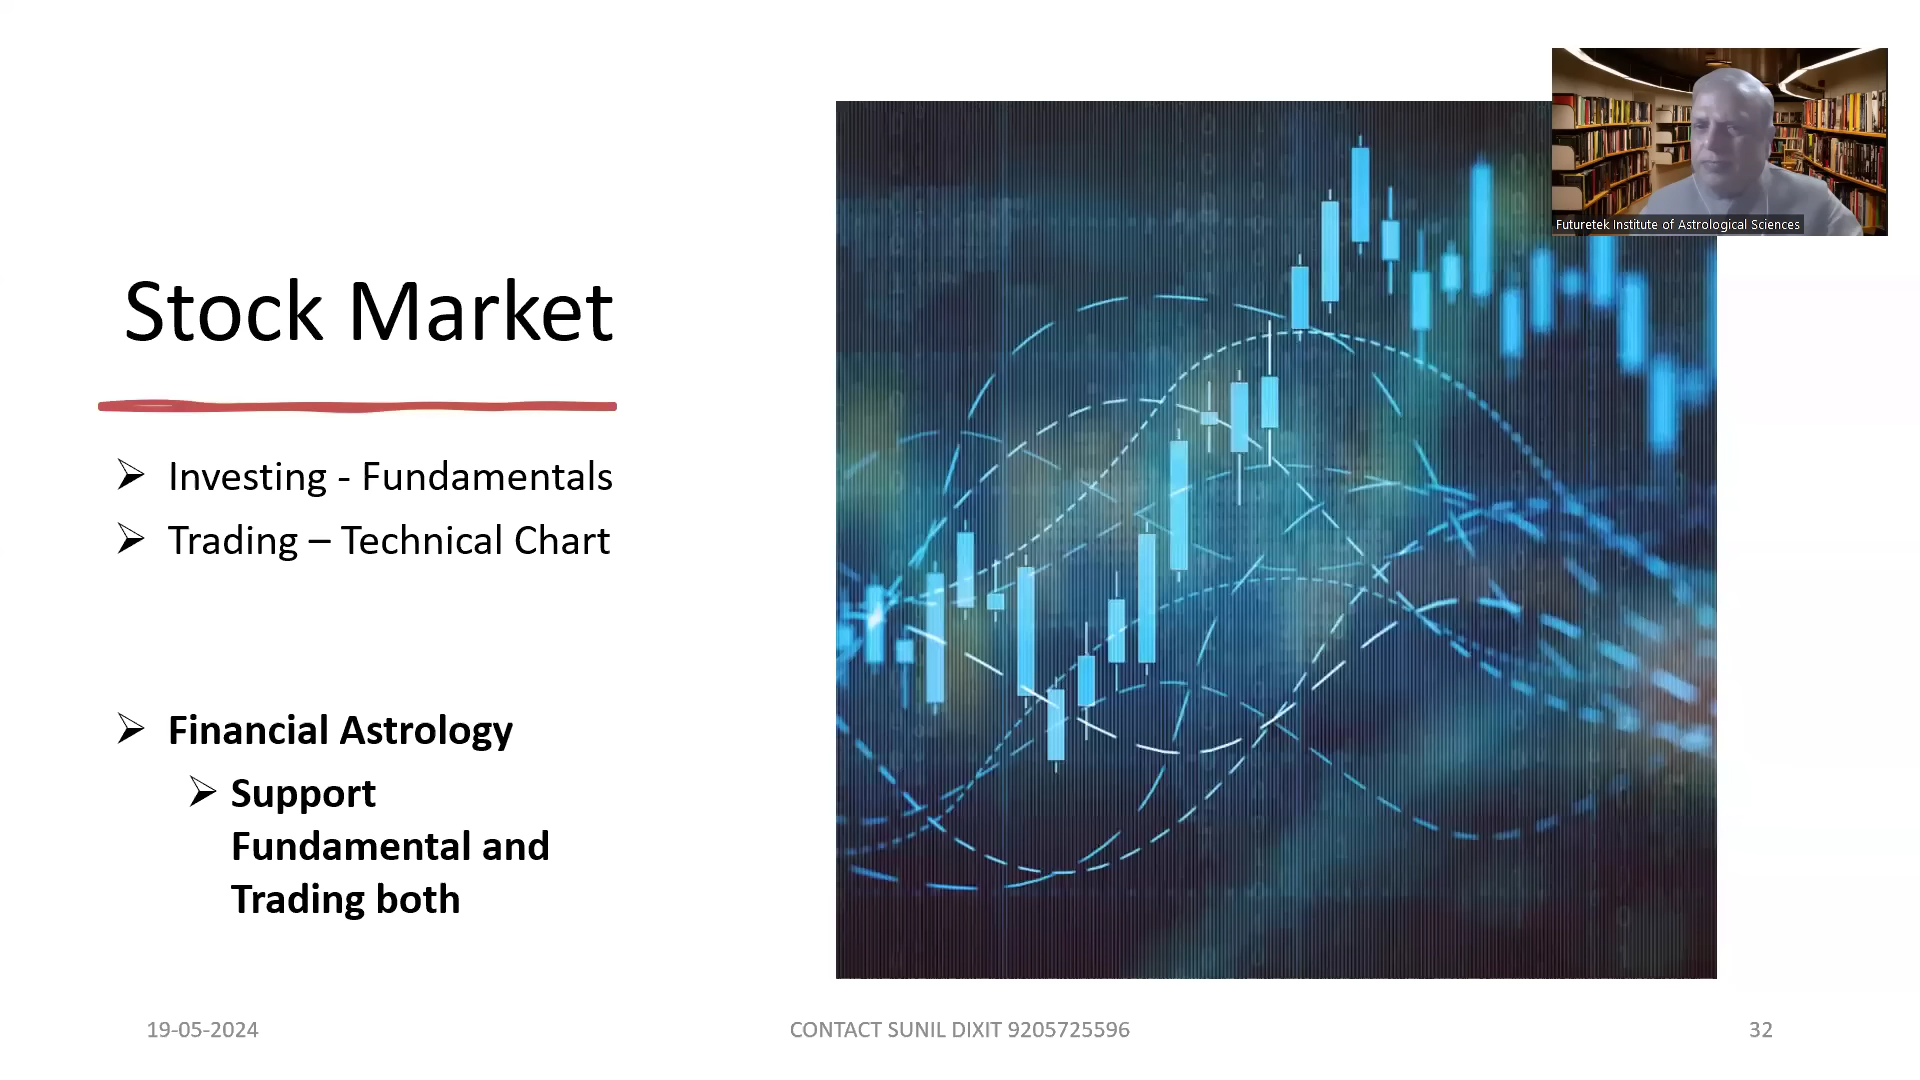 Futuretek Institute of Astrological Sciences
Stock Market
➢ Investing - Fundamentals
➢ Trading – Technical Chart
➢ Financial Astrology
➢ Support
Fundamental and
Trading both
19-05-2024
CONTACT SUNIL DIXIT 9205725596
32